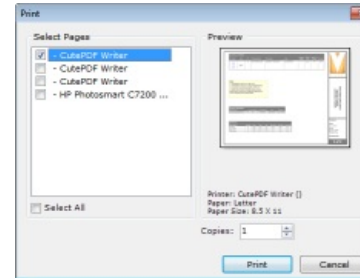 Print
Select Pages
- CutePDF Writer
- CutePDF Writer
- CutePDF Writer
- HP Photosmart C7200 ...
Select All
Preview
Printer: CutePDF Writer ()
Paper: Letter
Paper Size: 8.5 X 11
Copies: 1
Print
Cancel